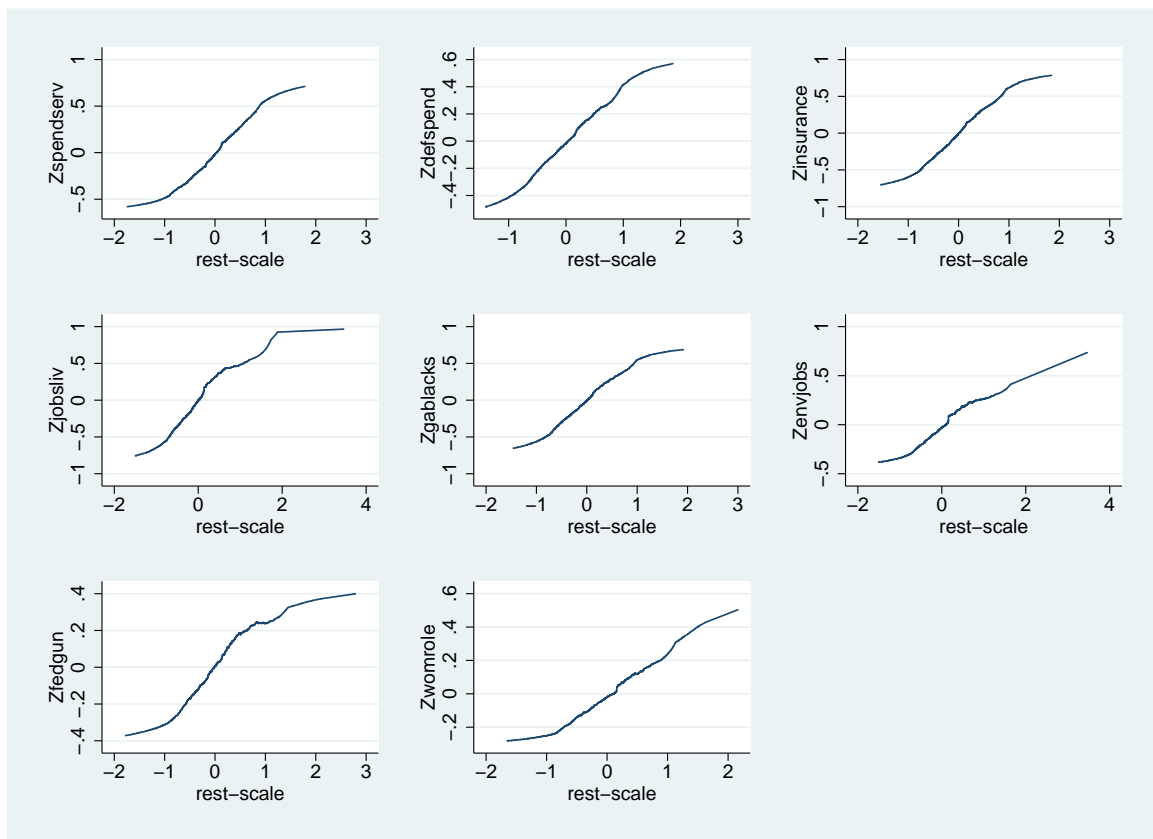 Zspendserv
1
.5
0
−.5
−2 −1 0 1 2 3
rest−scale
Zdefspend
.6
.4
.2
0
−.2
−.4
−1 0 1 2 3
rest−scale
Zinsurance
1
.5
0
−.5
−1
−2 −1 0 1 2 3
rest−scale
Zjobsliv
1
.5
0
−.5
−1
−2 0 2 4
rest−scale
Zgablacks
1
.5
0
−.5
−1
−2 −1 0 1 2 3
rest−scale
Zenvjobs
1
.5
0
−.5
−2 0 2 4
rest−scale
Zfedgun
.4
.2
0
−.2
−.4
−2 −1 0 1 2 3
rest−scale
Zwomrole
.6
.4
.2
0
−.2
−2 −1 0 1 2
rest−scale